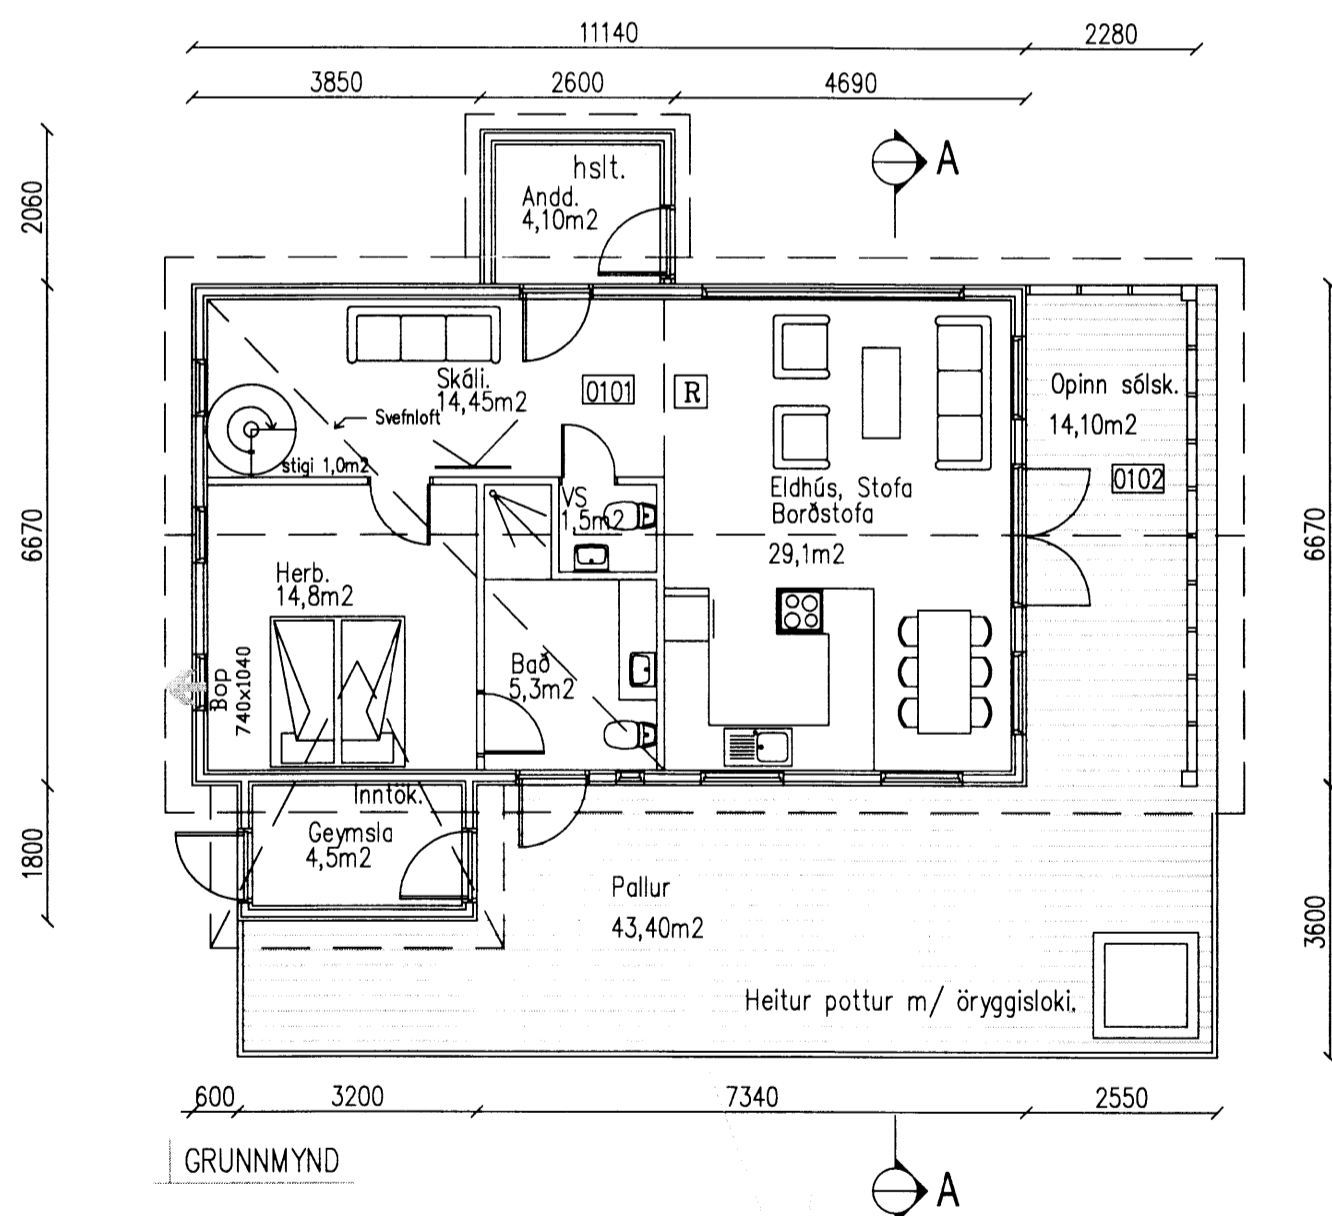 11140
2280
3850
2600
4690
A
2060
hslt.
Andd.
4,10m2
Skáli.
14,45m2
0101
R
Svefnloft
stigi 1,0m2
Opinn sólsk.
14,10m2
0102
VS
1,5m2
Eldhús, Stofa
Borðstofa
29,1m2
6670
6670
Herb.
14,8m2
Bop
740x1040
Bað
5,3m2
Inntök.
Geymsla
4,5m2
1800
Pallur
43,40m2
3600
Heitur pottur m/ öryggisloki.
600
3200
7340
2550
GRUNNMYND
A